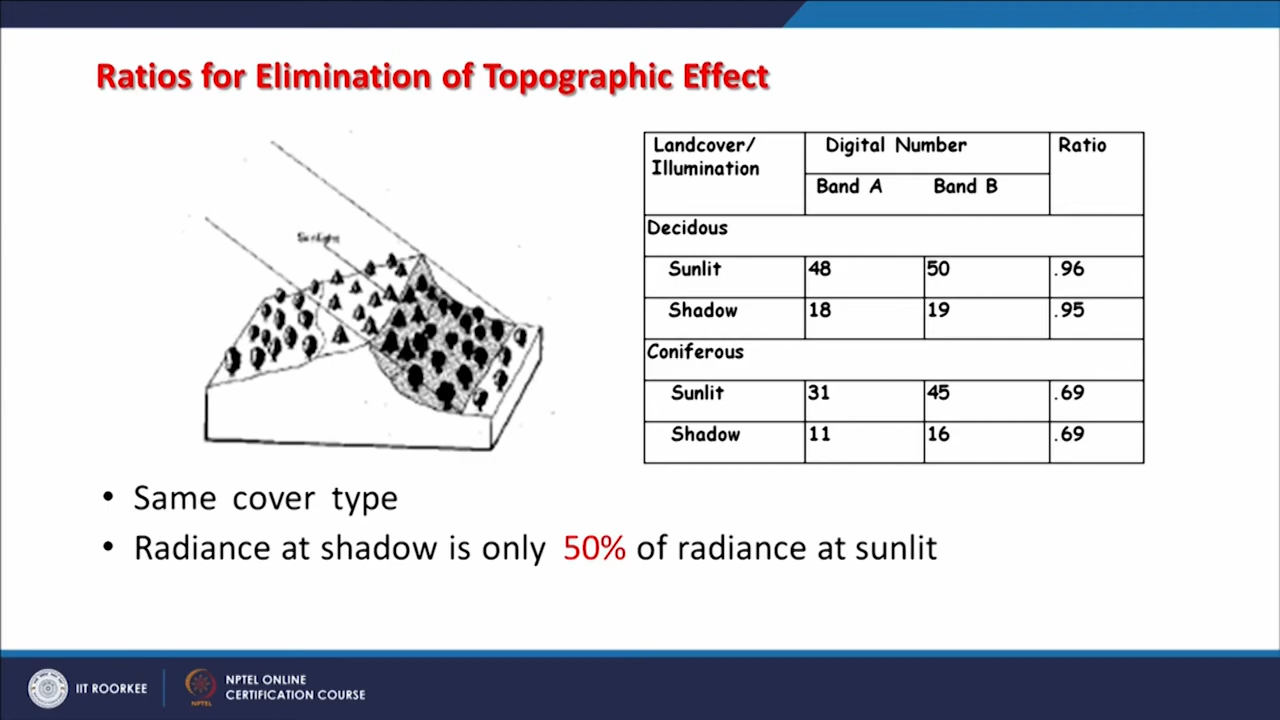 Ratios for Elimination of Topographic Effect
Sunlight
Landcover/ Digital Number Ratio
Illumination
Band A Band B
Decidous
Sunlit 48 50 .96
Shadow 18 19 .95
Coniferous
Sunlit 31 45 .69
Shadow 11 16 .69
• Same cover type
• Radiance at shadow is only 50% of radiance at sunlit
IIT ROORKEE
NPTEL
NPTEL ONLINE
CERTIFICATION COURSE